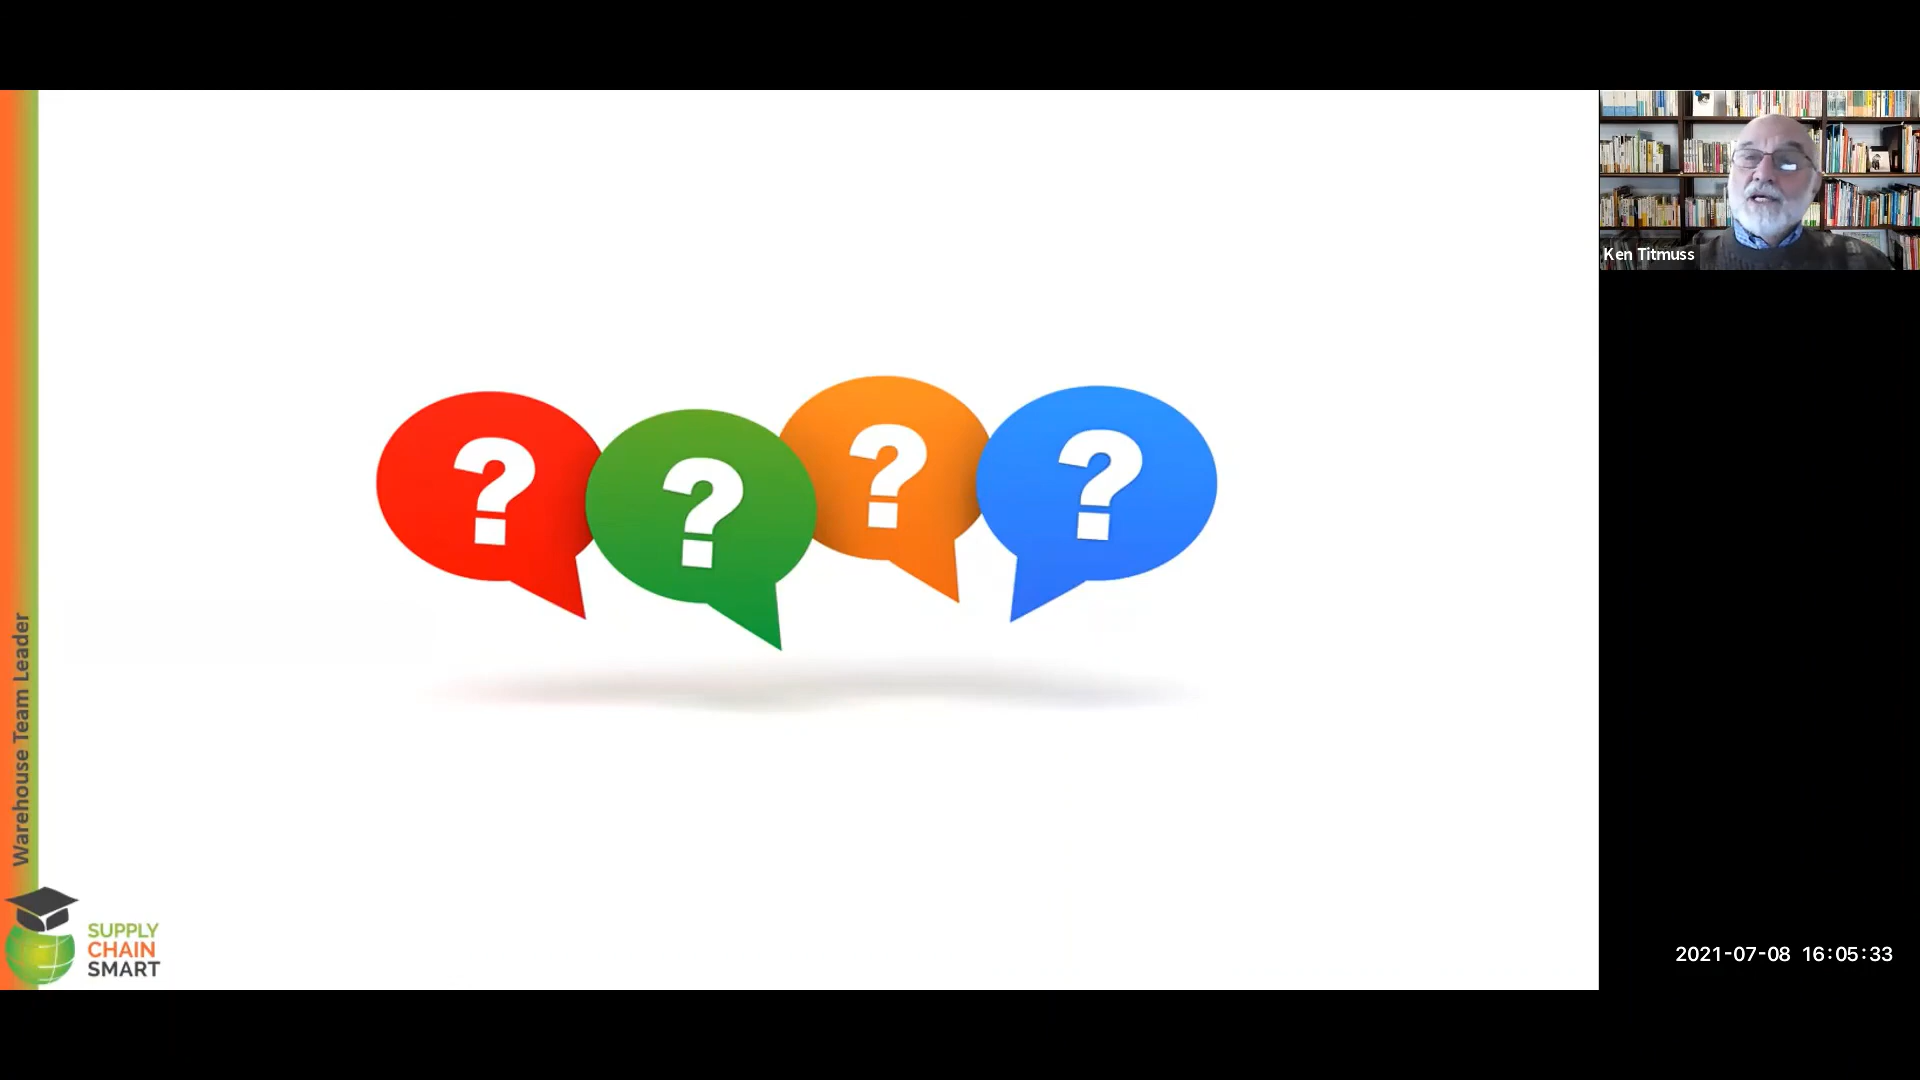 Warehouse Team Leader
SUPPLY
CHAIN
SMART
?
?
?
?
Ken Titmuss
2021-07-08 16:05:33